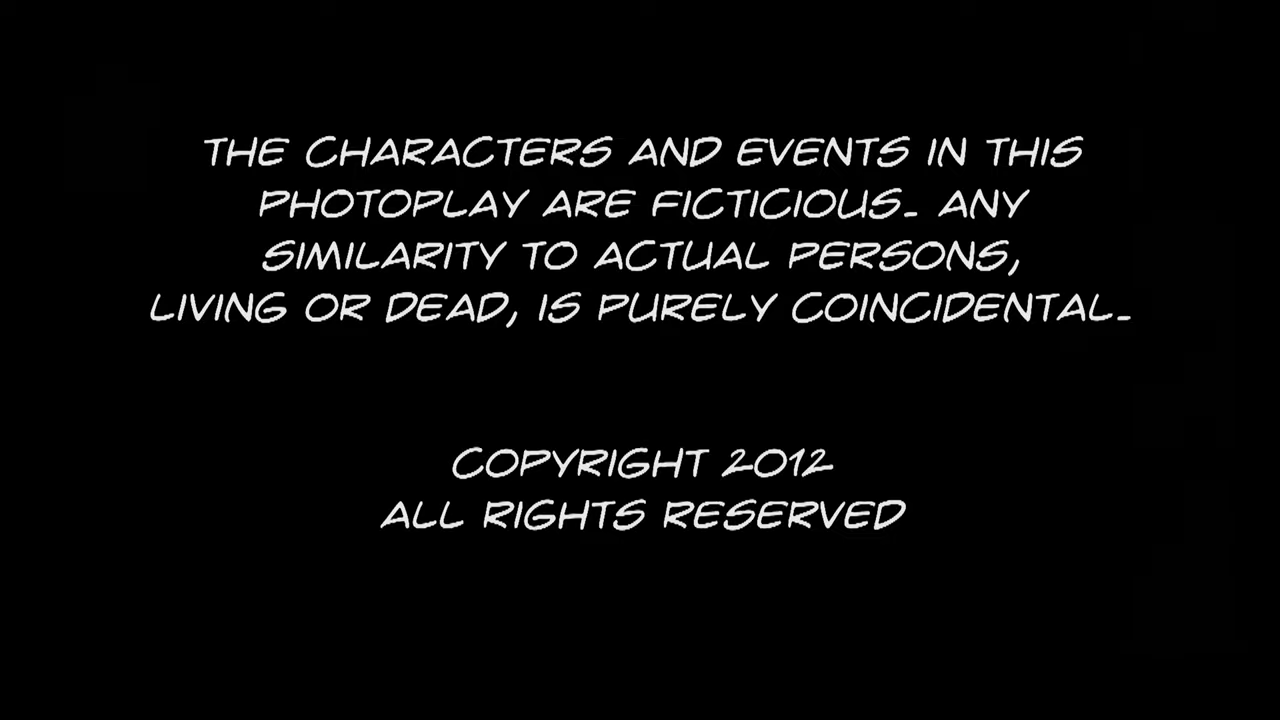 THE CHARACTERS AND EVENTS IN THIS
PHOTOPLAY ARE FICTICIOUS. ANY
SIMILARITY TO ACTUAL PERSONS,
LIVING OR DEAD, IS PURELY COINCIDENTAL.
COPYRIGHT 2012
ALL RIGHTS RESERVED